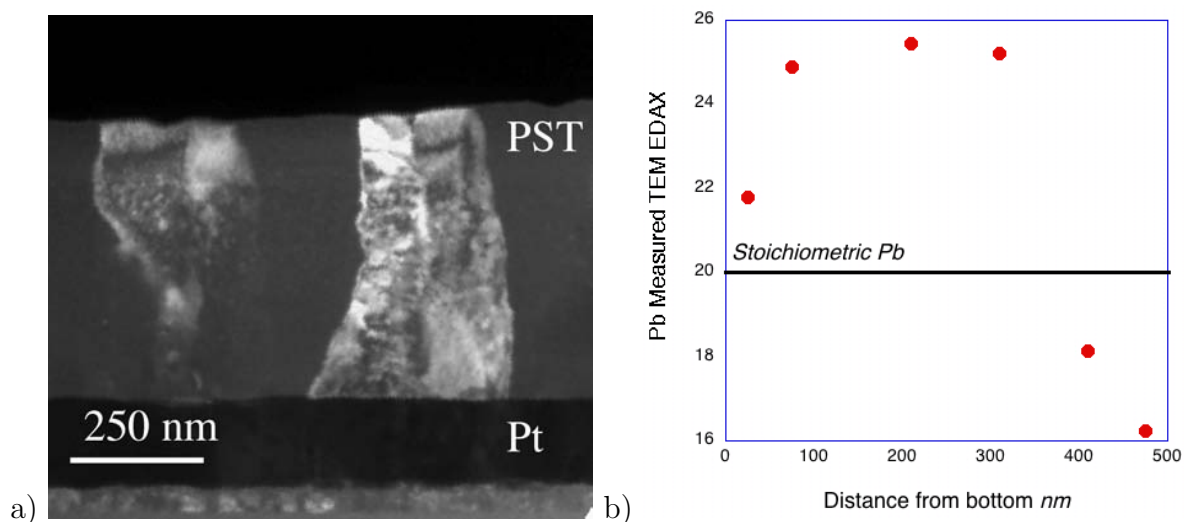 PST
250 nm
Pt
a)
26
24
22
20
18
16
Pb Measured TEM EDAX
Stoichiometric Pb
0
100
200
300
400
500
Distance from bottom nm
b)